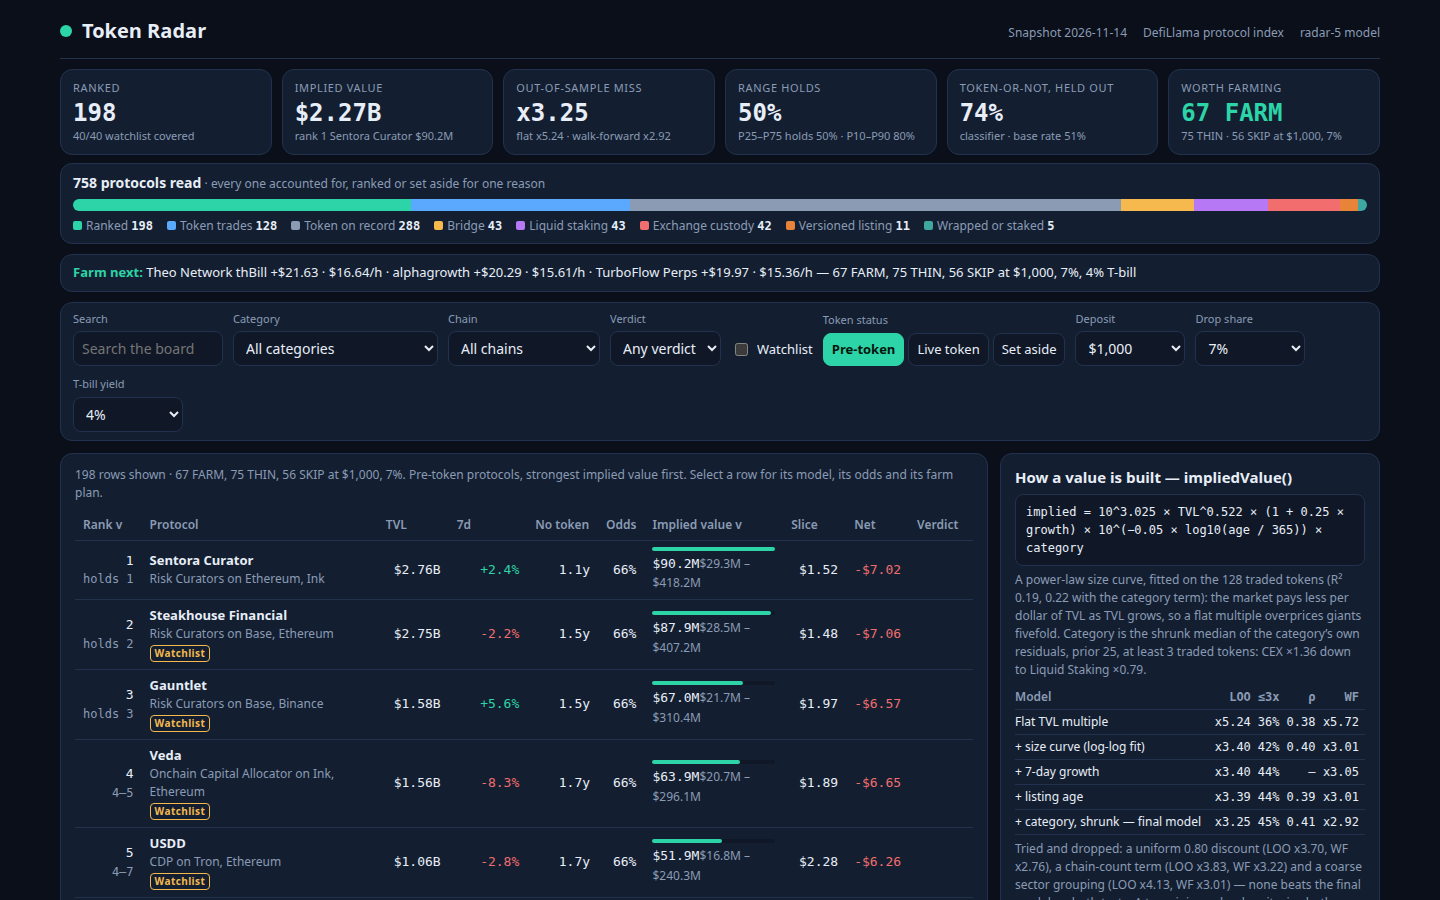 Token Radar
Snapshot 2026-11-14 DefiLlama protocol index radar-5 model
RANKED
198
40/40 watchlist covered
IMPLIED VALUE
$2.27B
rank 1 Sentora Curator $90.2M
OUT-OF-SAMPLE MISS
x3.25
flat x5.24 · walk-forward x2.92
RANGE HOLDS
50%
P25–P75 holds 50% · P10–P90 80%
TOKEN-OR-NOT, HELD OUT
74%
classifier · base rate 51%
WORTH FARMING
67 FARM
75 THIN · 56 SKIP at $1,000, 7%
758 protocols read · every one accounted for, ranked or set aside for one reason
Ranked 198 Token trades 128 Token on record 288 Bridge 43 Liquid staking 43 Exchange custody 42 Versioned listing 11 Wrapped or staked 5
Farm next: Theo Network thBill +$21.63 · $16.64/h · alphagrowth +$20.29 · $15.61/h · TurboFlow Perps +$19.97 · $15.36/h — 67 FARM, 75 THIN, 56 SKIP at $1,000, 7%, 4% T-bill
Search Category Chain Verdict Token status Deposit Drop share
Search the board All categories All chains Any verdict Watchlist Pre-token Live token Set aside $1,000 7%
T-bill yield
4%
198 rows shown · 67 FARM, 75 THIN, 56 SKIP at $1,000, 7%. Pre-token protocols, strongest implied value first. Select a row for its model, its odds and its farm
plan.
Rank v Protocol TVL 7d No token Odds Implied value v Slice Net Verdict
1 Sentora Curator $2.76B +2.4% 1.1y 66% $90.2M$29.3M – $1.52 -$7.02
holds 1 Risk Curators on Ethereum, Ink $418.2M
2 Steakhouse Financial $2.75B -2.2% 1.5y 66% $87.9M$28.5M – $1.48 -$7.06
holds 2 Risk Curators on Base, Ethereum $407.2M
Watchlist
3 Gauntlet $1.58B +5.6% 1.5y 66% $67.0M$21.7M – $1.97 -$6.57
holds 3 Risk Curators on Base, Binance $310.4M
Watchlist
4 Veda $1.56B -8.3% 1.7y 66% $63.9M$20.7M – $1.89 -$6.65
4–5 Onchain Capital Allocator on Ink, $296.1M
Ethereum
Watchlist
5 USDD $1.06B -2.8% 1.7y 66% $51.9M$16.8M – $2.28 -$6.26
4–7 CDP on Tron, Ethereum $240.3M
Watchlist
How a value is built — impliedValue()
implied = 10^3.025 × TVL^0.522 × (1 + 0.25 ×
growth) × 10^(−0.05 × log10(age / 365)) ×
category
A power-law size curve, fitted on the 128 traded tokens (R²
0.19, 0.22 with the category term): the market pays less per
dollar of TVL as TVL grows, so a flat multiple overprices giants
fivefold. Category is the shrunk median of the category's own
residuals, prior 25, at least 3 traded tokens: CEX ×1.36 down
to Liquid Staking ×0.79.
Model LOO ≤3x ρ WF
Flat TVL multiple x5.24 36% 0.38 x5.72
+ size curve (log-log fit) x3.40 42% 0.40 x3.01
+ 7-day growth x3.40 44% — x3.05
+ listing age x3.39 44% 0.39 x3.01
+ category, shrunk — final model x3.25 45% 0.41 x2.92
Tried and dropped: a uniform 0.80 discount (LOO x3.70, WF
x2.76), a chain-count term (LOO x3.83, WF x3.22) and a coarse
sector grouping (LOO x4.13, WF x3.01) — none beats the final